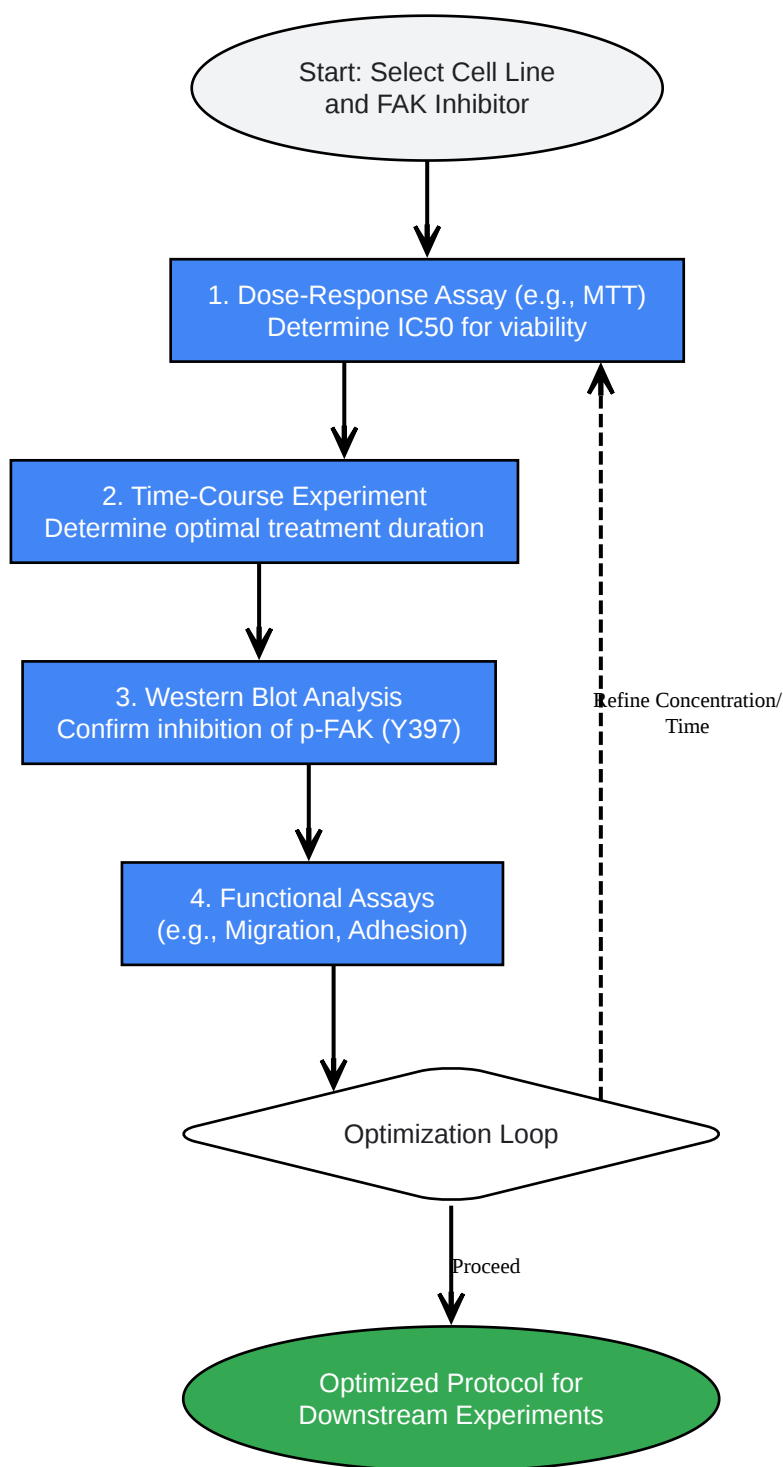 Start: Select Cell Line
and FAK Inhibitor
1. Dose-Response Assay (e.g., MTT)
Determine IC50 for viability
2. Time-Course Experiment
Determine optimal treatment duration
3. Western Blot Analysis
Confirm inhibition of p-FAK (Y397)
Refine Concentration/
Time
4. Functional Assays
(e.g., Migration, Adhesion)
Optimization Loop
Proceed
Optimized Protocol for
Downstream Experiments